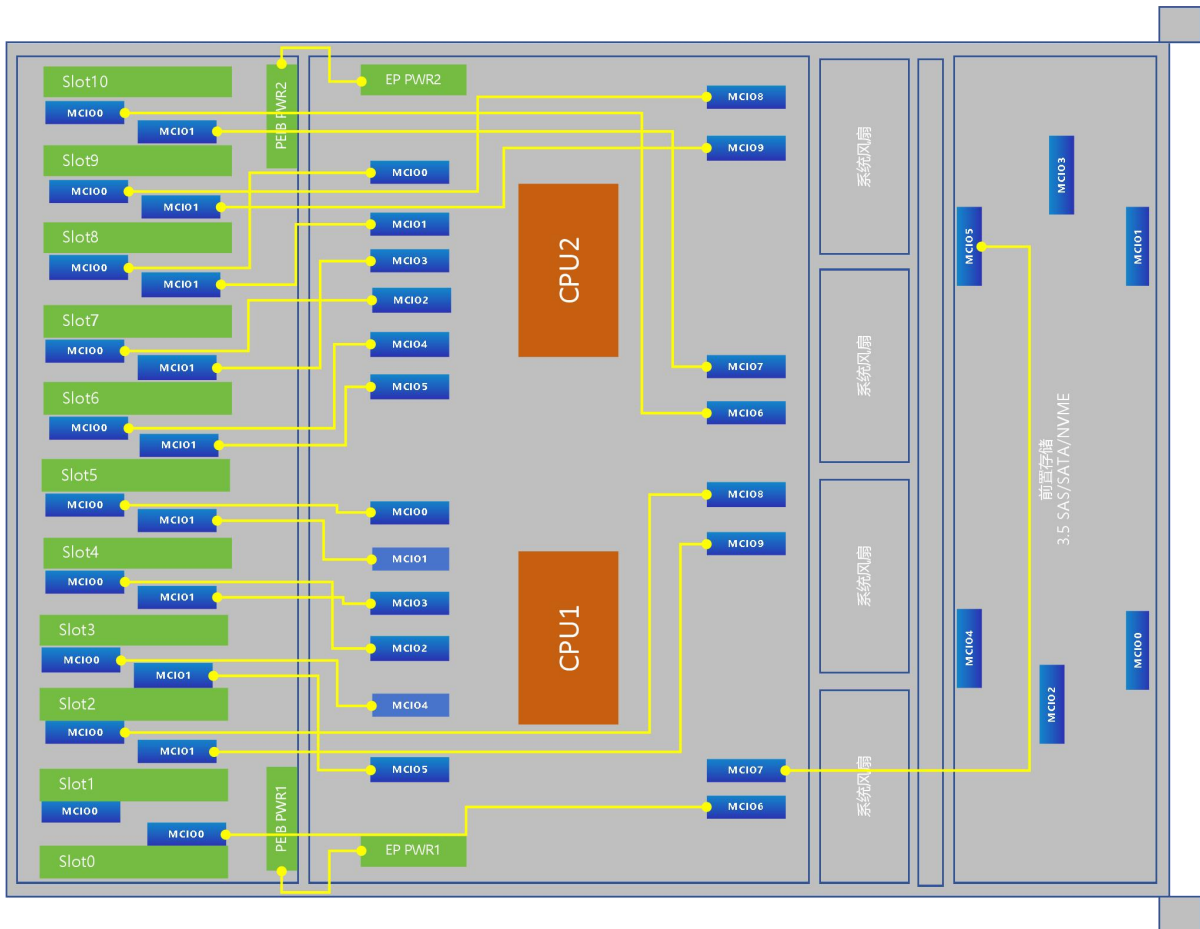 Slot10
MCIO0
MCIO1
Slot9
MCIO0
MCIO1
Slot8
MCIO0
MCIO1
Slot7
MCIO0
MCIO1
Slot6
MCIO0
MCIO1
Slot5
MCIO0
MCIO1
Slot4
MCIO0
MCIO1
Slot3
MCIO0
MCIO1
Slot2
MCIO0
MCIO1
Slot1
MCIO0
MCIO0
Slot0
PEIB PWR2
PEIB PWR1
EP PWR2
MCIO0
MCIO1
MCIO3
MCIO2
MCIO4
MCIO5
MCIO0
MCIO1
MCIO3
MCIO2
MCIO4
MCIO5
EP PWR1
CPU2
CPU1
MCIO8
MCIO9
MCIO7
MCIO6
MCIO8
MCIO9
MCIO7
MCIO6
系统风扇
系统风扇
系统风扇
系统风扇
MCIO5
MCIO4
MCIO3
MCIO2
前置存储
3.5 SAS/SATA/NVME
MCIO1
MCIO0